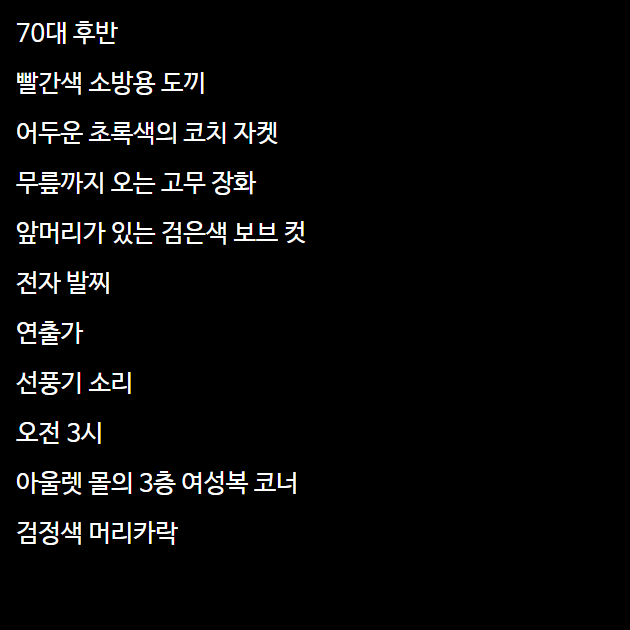 70대 후반
빨간색 소방용 도끼
어두운 초록색의 코치 자켓
무릎까지 오는 고무 장화
앞머리가 있는 검은색 보브 컷
전자 발찌
연출가
선풍기 소리
오전 3시
아울렛 몰의 3층 여성복 코너
검정색 머리카락